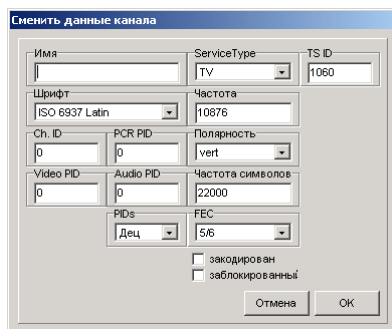 Сменить данные канала
Имя ServiceType TS ID
TV 1060
Шрифт Частота
ISO 6937 Latin 10876
Ch. ID PCR PID Полярность
0 0 vert
Video PID Audio PID Частота символов
0 0 22000
PIDs FEC
Дец 5/6
закодирован
заблокированный
Отмена OK